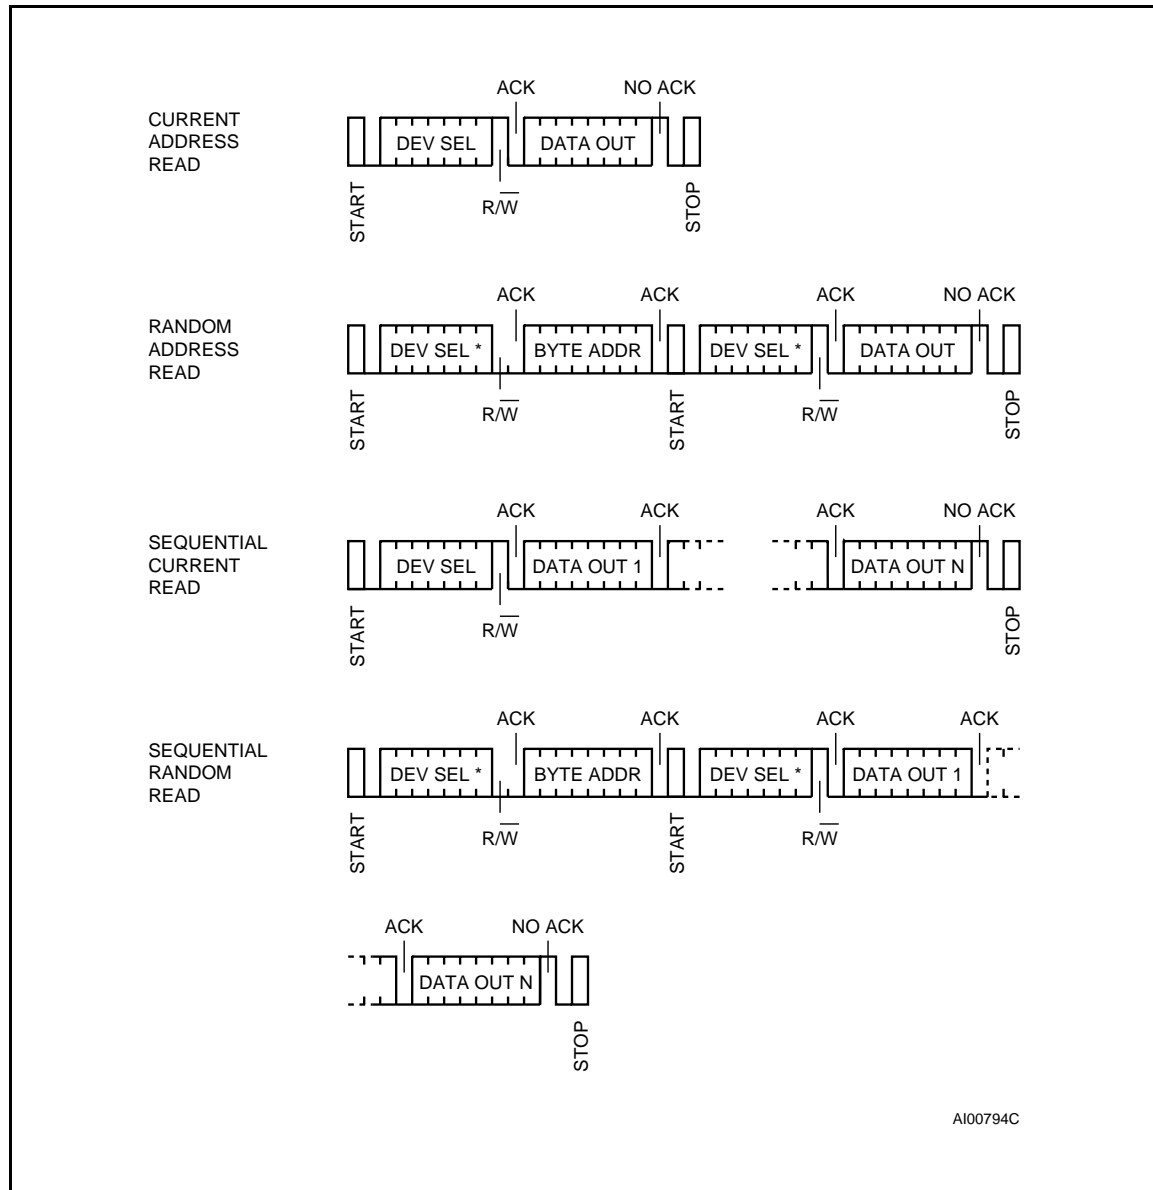 ACK NO ACK
CURRENT
ADDRESS
READ
DEV SEL DATA OUT
R/W
START STOP
ACK ACK ACK NO ACK
RANDOM
ADDRESS
READ
DEV SEL * BYTE ADDR DEV SEL * DATA OUT
R/W R/W
START START STOP
ACK ACK ACK NO ACK
SEQUENTIAL
CURRENT
READ
DEV SEL DATA OUT 1 DATA OUT N
R/W
START STOP
ACK ACK ACK ACK
SEQUENTIAL
RANDOM
READ
DEV SEL * BYTE ADDR DEV SEL * DATA OUT 1
R/W R/W
START START
ACK NO ACK
DATA OUT N
STOP
AI00794C